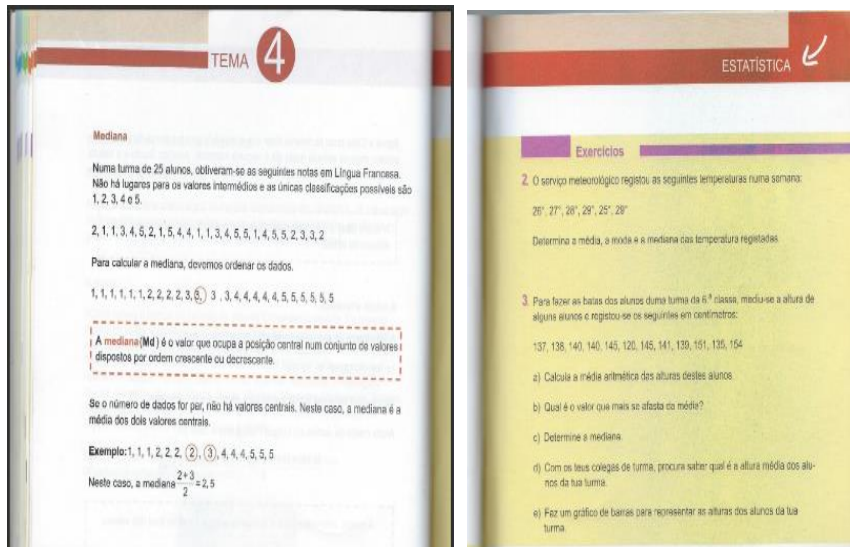 TEMA 4
Mediana
Numa turma de 25 alunos, obtiveram-se as seguintes notas em Língua Francesa.
Não há lugares para os valores intermédios e as únicas classificações possíveis são
1, 2, 3, 4 e 5.
2, 1, 1, 3, 4, 5, 2, 1, 5, 4, 4, 1, 1, 3, 4, 5, 5, 1, 4, 5, 5, 2, 3, 3, 2
Para calcular a mediana, devemos ordenar os dados.
1, 1, 1, 1, 1, 1, 2, 2, 2, 2, 3, 3, 3 , 3, 4, 4, 4, 4, 4, 5, 5, 5, 5, 5, 5
A mediana (Md ) é o valor que ocupa a posição central num conjunto de valores
dispostos por ordem crescente ou decrescente.
Se o número de dados for par, não há valores centrais. Neste caso, a mediana é a
média dos dois valores centrais.
Exemplo: 1, 1, 1, 2, 2, 2, 2, 3, 4, 4, 4, 5, 5, 5
Neste caso, a mediana 2+3/2 = 2,5
ESTATÍSTICA
Exercícios
2 O serviço meteorológico registou as seguintes temperaturas numa semana:
26°, 27°, 28°, 29°, 25°, 28°
Determina a média, a moda e a mediana das temperatura registadas.
3 Para fazer as batas dos alunos duma turma da 6.ª classe, mediu-se a altura de
alguns alunos e registou-se os seguintes em centímetros:
137, 138, 140, 140, 145, 120, 145, 141, 139, 151, 135, 154
a) Calcula a média aritmética das alturas destes alunos.
b) Qual é o valor que mais se afasta da média?
c) Determine a mediana.
d) Com os teus colegas de turma, procura saber qual é a altura média dos alu-
nos da tua turma.
e) Faz um gráfico de barras para representar as alturas dos alunos da tua
turma.